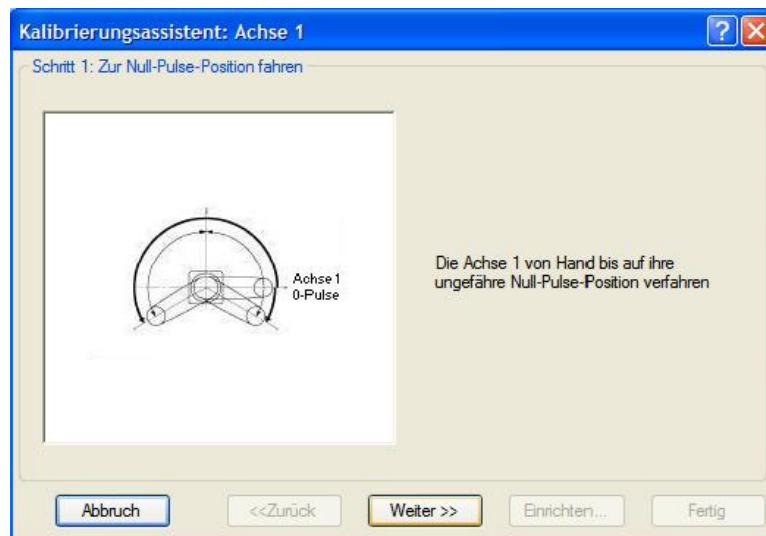 Kalibrierungsassistent: Achse 1
Schritt 1: Zur Null-Pulse-Position fahren
Achse 1
0-Pulse
Die Achse 1 von Hand bis auf ihre
ungefähre Null-Pulse-Position verfahren
Abbruch
<<Zurück
Weiter >>
Einrichten...
Fertig